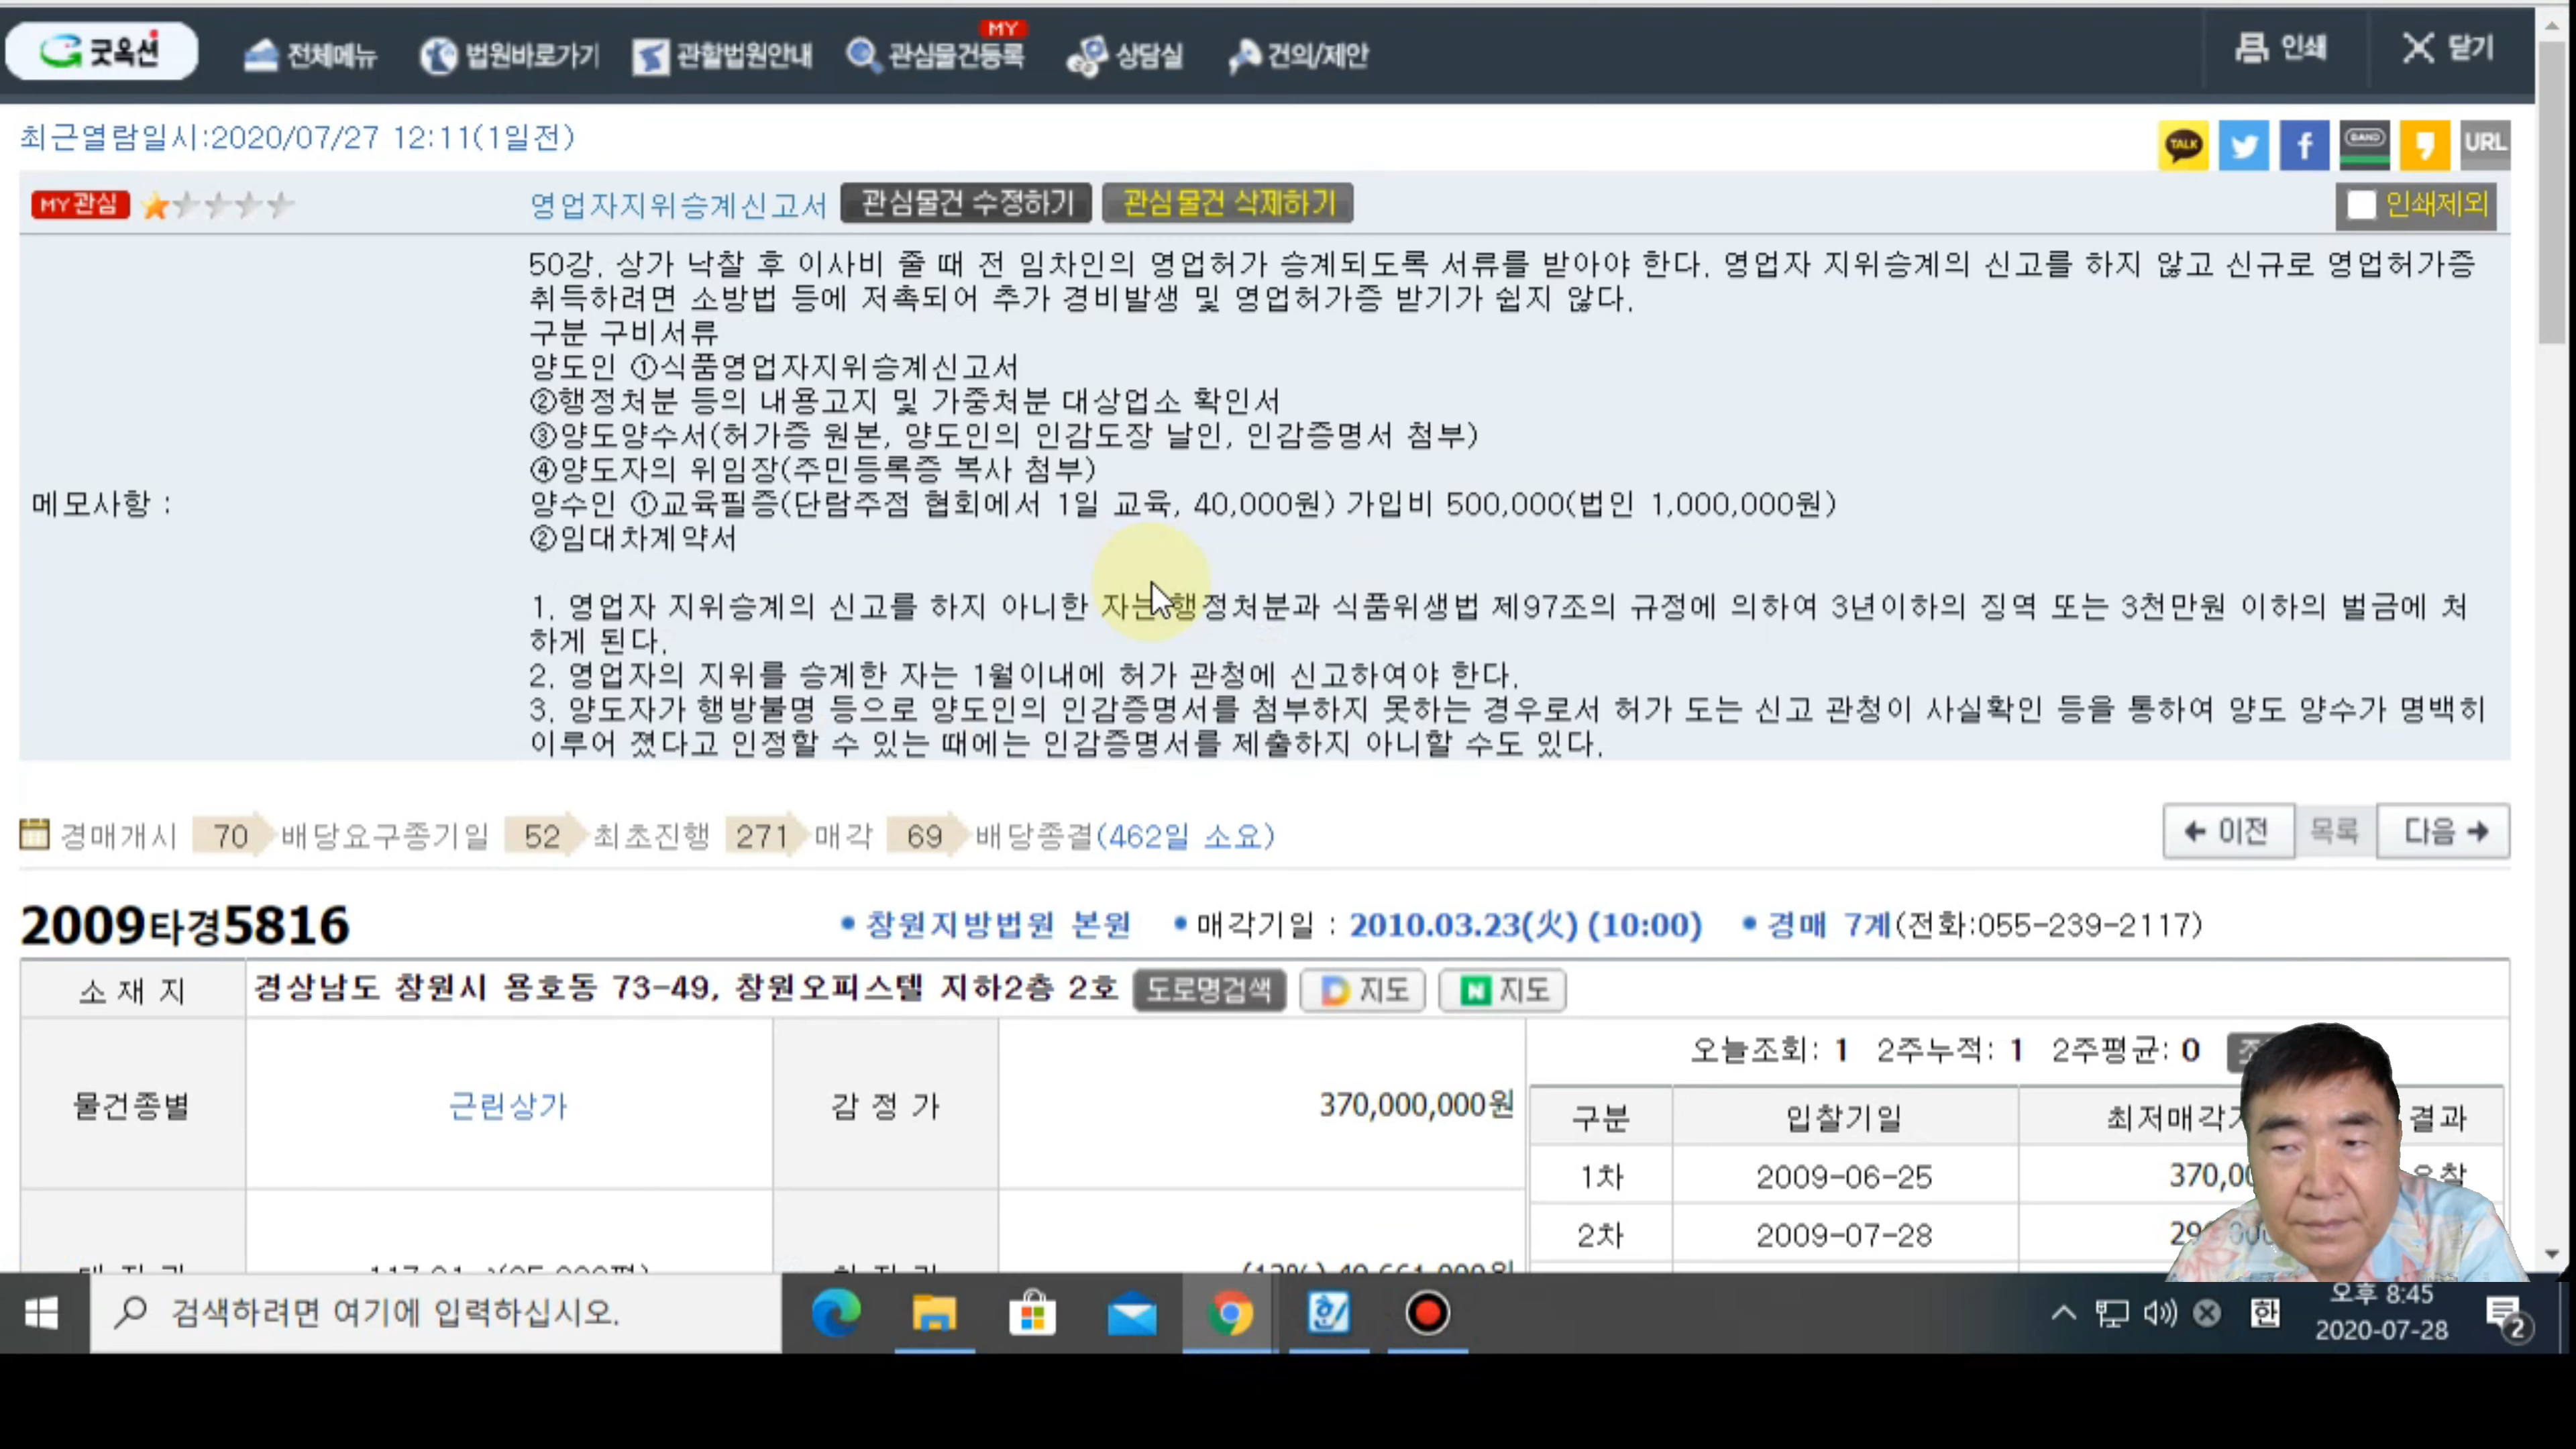 굿옥션 전체메뉴 법원바로가기 관할법원안내 MY 관심물건등록 상담실 건의/제안 인쇄 닫기
최근열람일시:2020/07/27 12:11(1일전) TALK f BAND URL
MY관심 영업자지위승계신고서 관심물건 수정하기 관심물건 삭제하기 인쇄제외
50강. 상가 낙찰 후 이사비 줄 때 전 임차인의 영업허가 승계되도록 서류를 받아야 한다. 영업자 지위승계의 신고를 하지 않고 신규로 영업허가증
취득하려면 소방법 등에 저촉되어 추가 경비발생 및 영업허가증 받기가 쉽지 않다.
구분 구비서류
양도인 ①식품영업자지위승계신고서
②행정처분 등의 내용고지 및 가중처분 대상업소 확인서
③양도양수서(허가증 원본, 양도인의 인감도장 날인, 인감증명서 첨부)
④양도자의 위임장(주민등록증 복사 첨부)
메모사항 : 양수인 ①교육필증(단람주점 협회에서 1일 교육, 40,000원) 가입비 500,000(법인 1,000,000원)
②임대차계약서
1. 영업자 지위승계의 신고를 하지 아니한 자는 행정처분과 식품위생법 제97조의 규정에 의하여 3년이하의 징역 또는 3천만원 이하의 벌금에 처
하게 된다.
2. 영업자의 지위를 승계한 자는 1월이내에 허가 관청에 신고하여야 한다.
3. 양도자가 행방불명 등으로 양도인의 인감증명서를 첨부하지 못하는 경우로서 허가 도는 신고 관청이 사실확인 등을 통하여 양도 양수가 명백히
이루어 졌다고 인정할 수 있는 때에는 인감증명서를 제출하지 아니할 수도 있다.
경매개시 70 배당요구종기일 52 최초진행 271 매각 69 배당종결(462일 소요) 이전 목록 다음
2009타경5816 • 창원지방법원 본원 • 매각기일 : 2010.03.23(火) (10:00) • 경매 7계(전화:055-239-2117)
소 재 지 경상남도 창원시 용호동 73-49, 창원오피스텔 지하2층 2호 도로명검색 D 지도 N 지도
오늘조회: 1 2주누적: 1 2주평균: 0
물건종별 근린상가 감 정 가 370,000,000원
구분 입찰기일 최저매각 결과
1차 2009-06-25 370,0
2차 2009-07-28
검색하려면 여기에 입력하십시오. 한 오후 8:45
2020-07-28 2